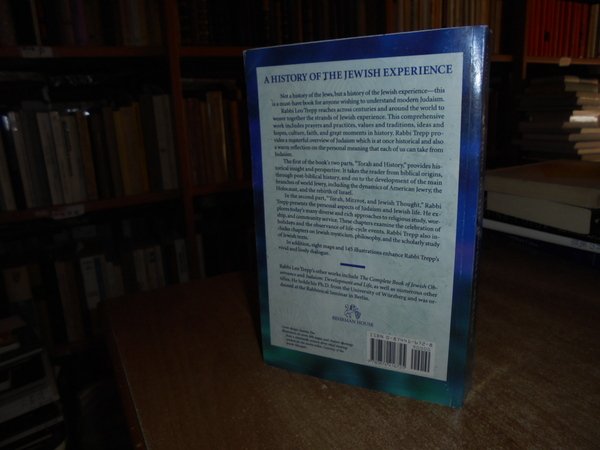 A HISTORY OF THE JEWISH EXPERIENCE
Not a history of the Jews, but a history of the Jewish experience—this
is a must-have book for anyone wishing to understand modern Judaism.
Rabbi Leo Trepp reaches across centuries and around the world to
weave together the strands of Jewish experience. This comprehensive
work includes prayers and practices, values and traditions, ideas and
hopes, culture, faith, and great moments in history. Rabbi Trepp pro-
vides a masterful overview of Judaism which is at once historical and also
a warm reflection on the personal meaning that each of us can take from
Judaism.
The first of the book's two parts, "Torah and History," provides his-
torical insight and perspective. It takes the reader from biblical origins,
through post-biblical history, and on to the development of the main
branches of world Jewry, including the dynamics of American Jewry, the
Holocaust, and the rebirth of Israel.
In the second part, "Torah, Mitzvot, and Jewish Thought," Rabbi
Trepp presents the personal aspects of Judaism and Jewish life. He ex-
plores today's many diverse and rich approaches to religious study, wor-
ship, and community service. These chapters examine the celebration of
holidays and the observance of life-cycle events. Rabbi Trepp also in-
cludes chapters on Jewish mysticism, philosophy, and the scholarly study
of Jewish texts.
In addition, eight maps and 145 illustrations enhance Rabbi Trepp's
vivid and lively dialogue.
Rabbi Leo Trepp's other works include The Complete Book of Jewish Ob-
servance and Judaism: Development and Life, as well as numerous other
titles. He holds his Ph.D. from the University of Würzburg and was or-
dained at the Rabbinical Seminar in Berlin.
BEHRMAN HOUSE